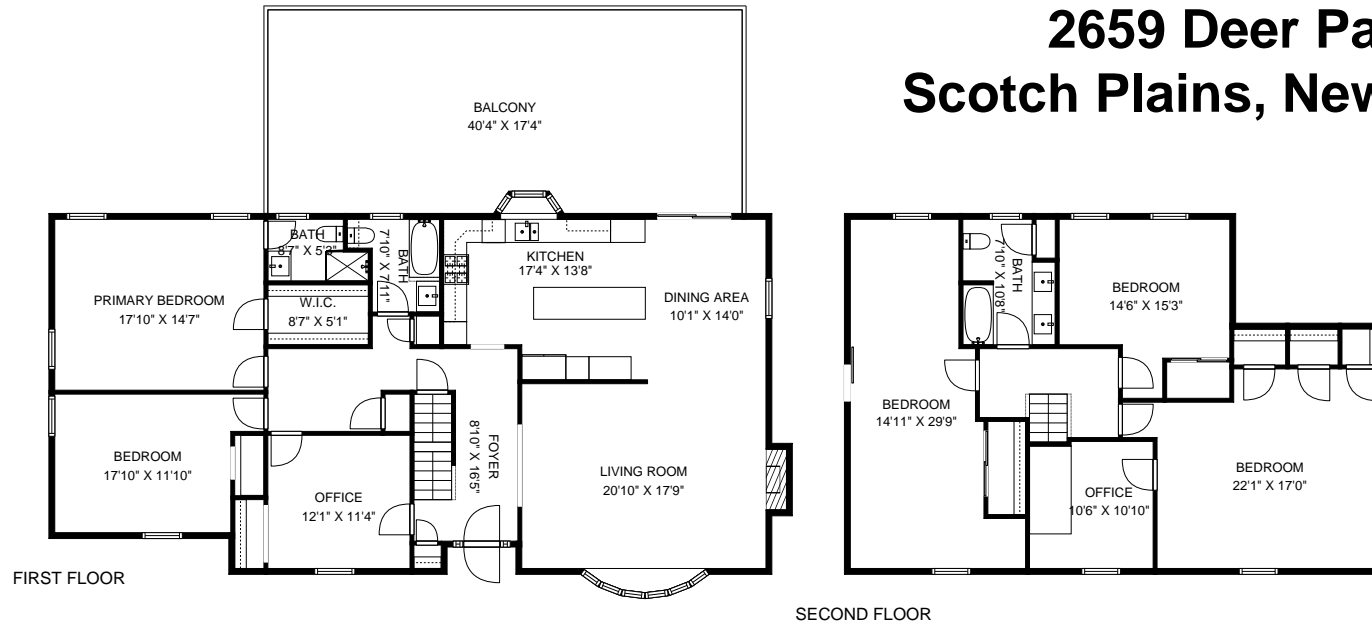 2659 Deer Pa
Scotch Plains, New
BALCONY
40'4" X 17'4"
BATH
8'7" X 5'3"
BATH
7'10" X 7'11"
KITCHEN
17'4" X 13'8"
DINING AREA
10'1" X 14'0"
PRIMARY BEDROOM
17'10" X 14'7"
W.I.C.
8'7" X 5'1"
BEDROOM
17'10" X 11'10"
OFFICE
12'1" X 11'4"
FOYER
8'10" X 16'5"
LIVING ROOM
20'10" X 17'9"
FIRST FLOOR
BATH
7'10" X 10'8"
BEDROOM
14'6" X 15'3"
BEDROOM
14'11" X 29'9"
OFFICE
10'6" X 10'10"
BEDROOM
22'1" X 17'0"
SECOND FLOOR